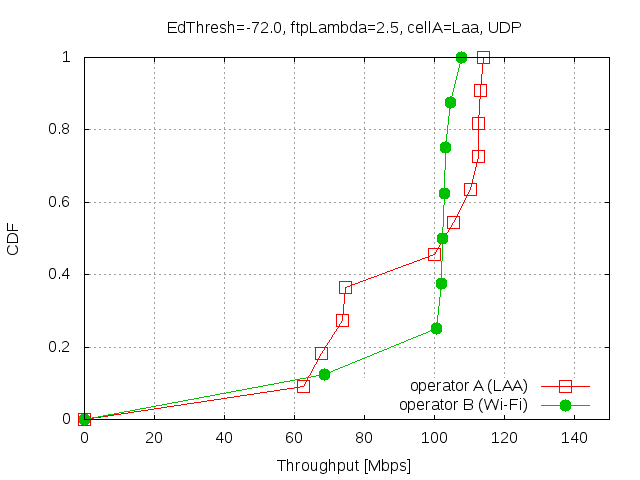 EdThresh=-72.0, ftpLambda=2.5, cellA=Laa, UDP
1
0.8
0.6
0.4
0.2
0
CDF
operator A (LAA)
operator B (Wi-Fi)
0 20 40 60 80 100 120 140
Throughput [Mbps]